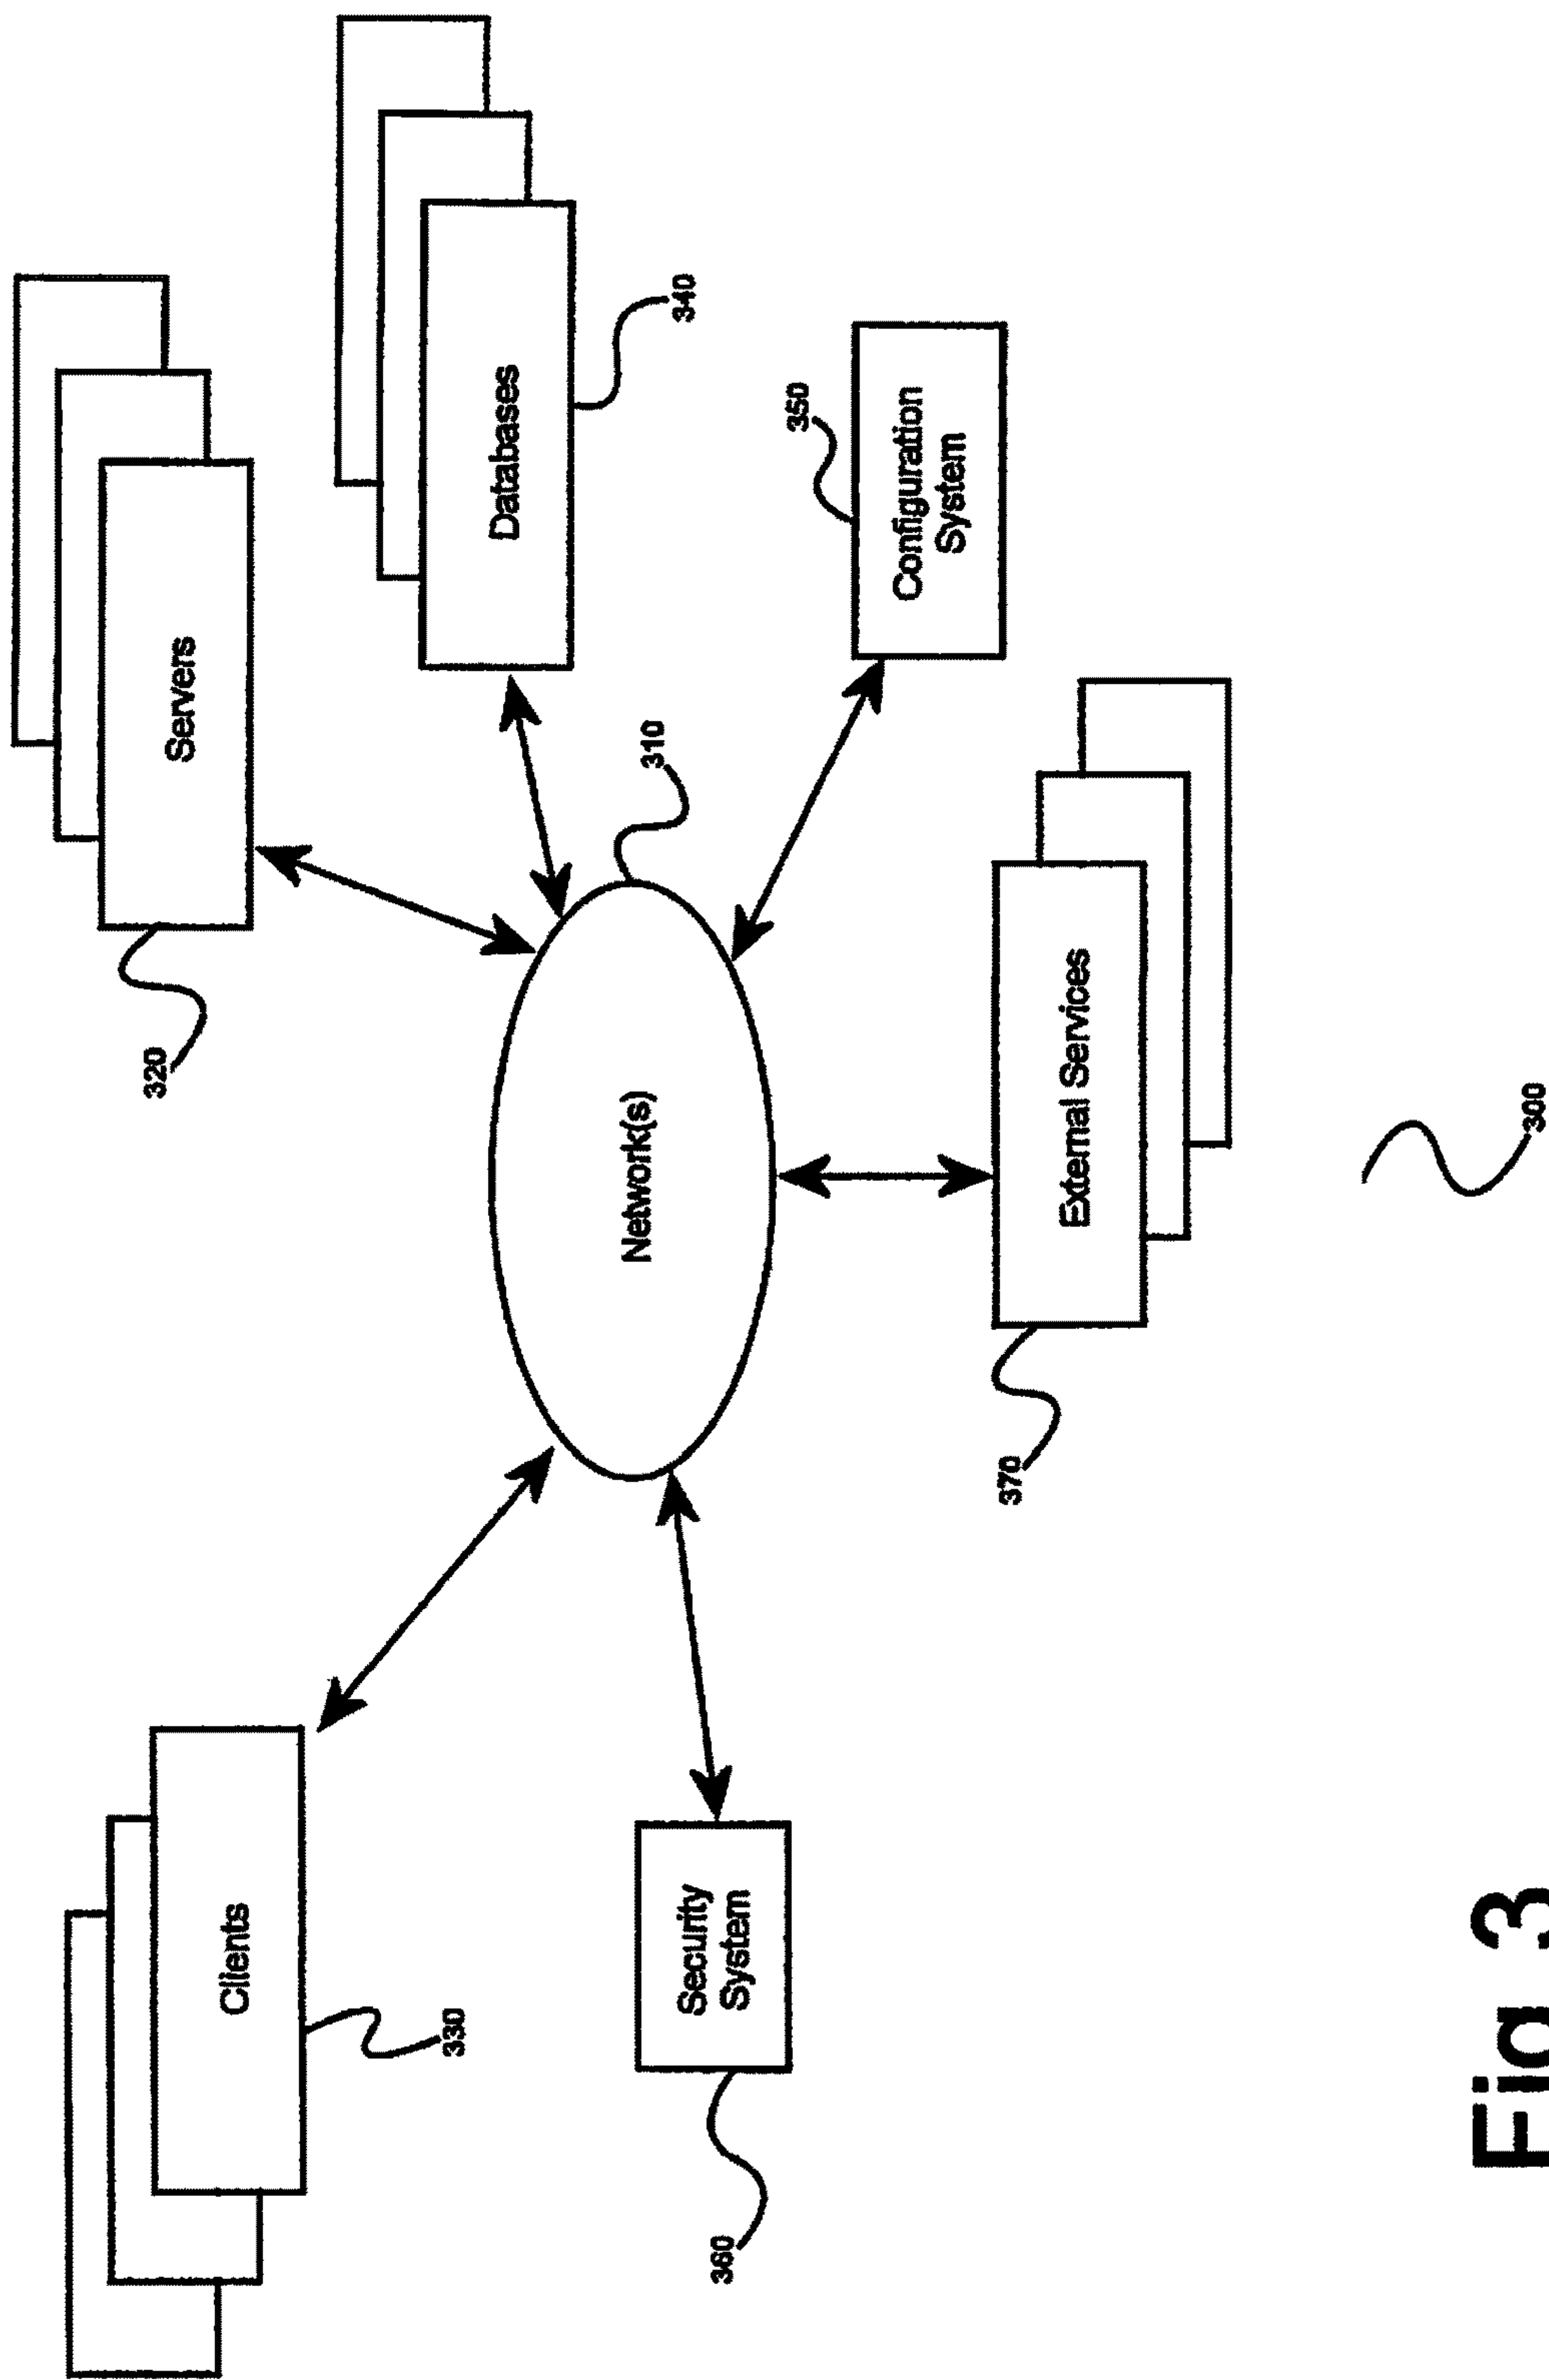 Clients
330
320
Servers
Databases
340
Network(s)
310
Security
System
360
350
Configuration
System
370
External Services
300
Fig. 3